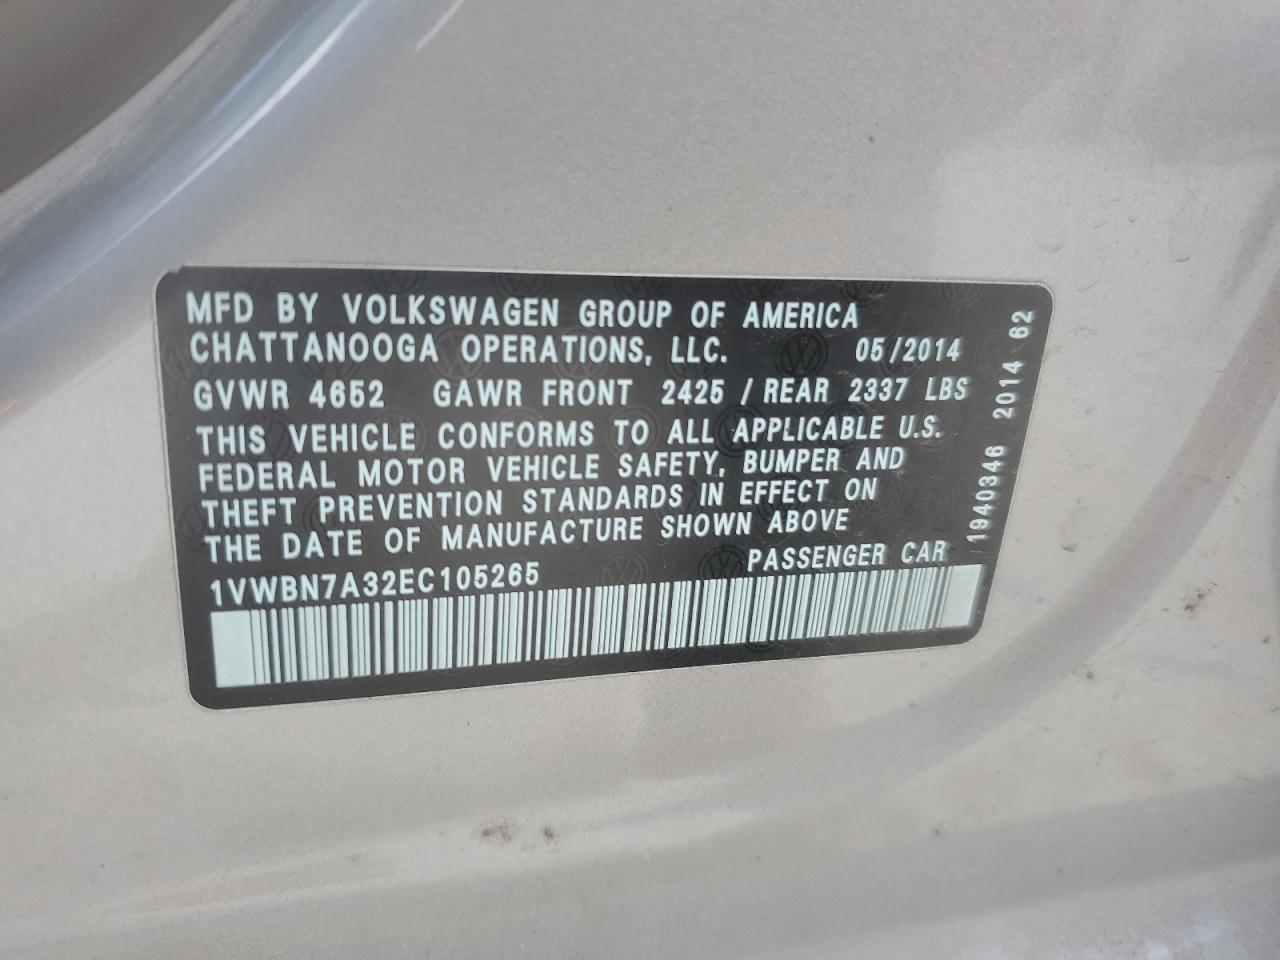 MFD BY VOLKSWAGEN GROUP OF AMERICA
CHATTANOOGA OPERATIONS, LLC. 05/2014
GVWR 4652 GAWR FRONT 2425 / REAR 2337 LBS
THIS VEHICLE CONFORMS TO ALL APPLICABLE U.S.
FEDERAL MOTOR VEHICLE SAFETY, BUMPER AND
THEFT PREVENTION STANDARDS IN EFFECT ON
THE DATE OF MANUFACTURE SHOWN ABOVE
PASSENGER CAR
1VWBN7A32EC105265
1940346 2014 62